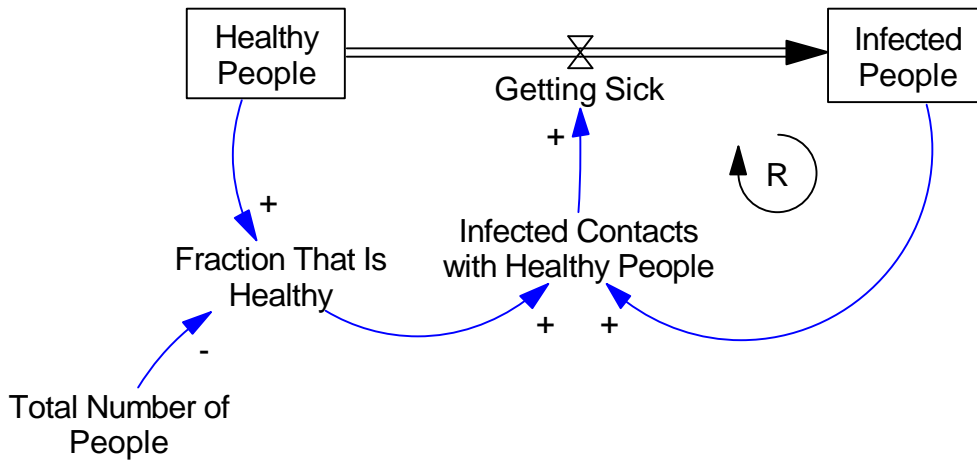 Healthy
People
Infected
People
Getting Sick
+
R
+
Infected Contacts
with Healthy People
Fraction That Is
Healthy
+
+
-
Total Number of
People